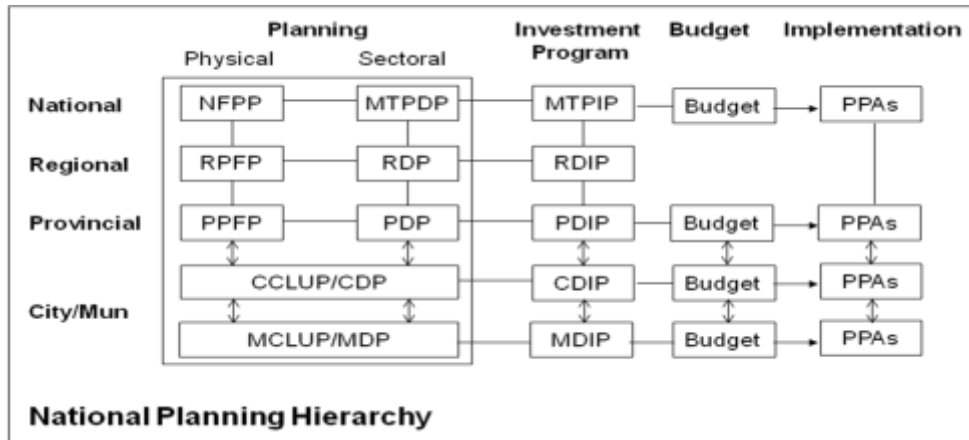 Planning Investment Program Budget Implementation
Physical Sectoral
National NFPP MTPDP MTPIP Budget PPAs
Regional RPFP RDP RDIP
Provincial PPFP PDP PDIP Budget PPAs
CCLUP/CDP CDIP Budget PPAs
City/Mun
MCLUP/MDP MDIP Budget PPAs
National Planning Hierarchy